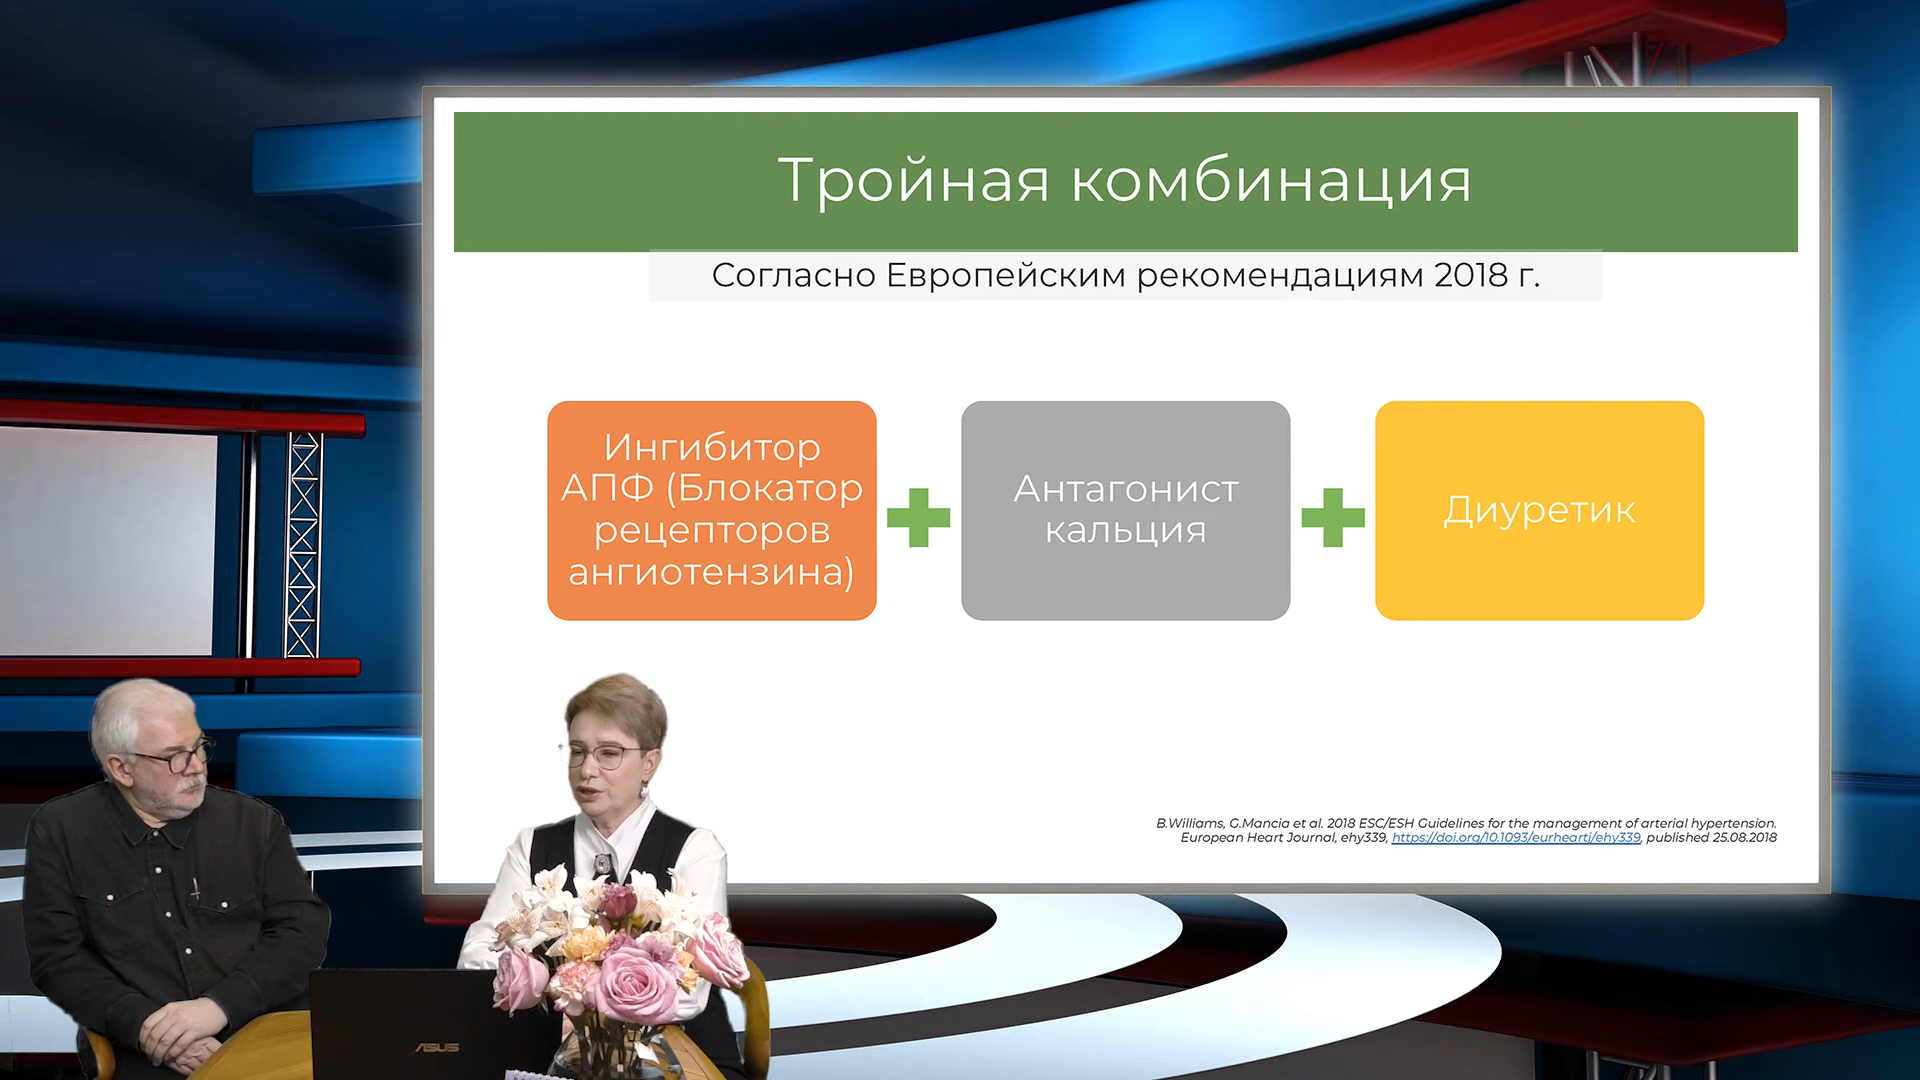 Тройная комбинация
Согласно Европейским рекомендациям 2018 г.
Ингибитор
АПФ (Блокатор
рецепторов
ангиотензина)
Антагонист
кальция
Диуретик
B.Williams, G.Mancia et al. 2018 ESC/ESH Guidelines for the management of arterial hypertension.
European Heart Journal, ehy339, https://doi.org/10.1093/eurheartj/ehy339, published 25.08.2018
ASUS